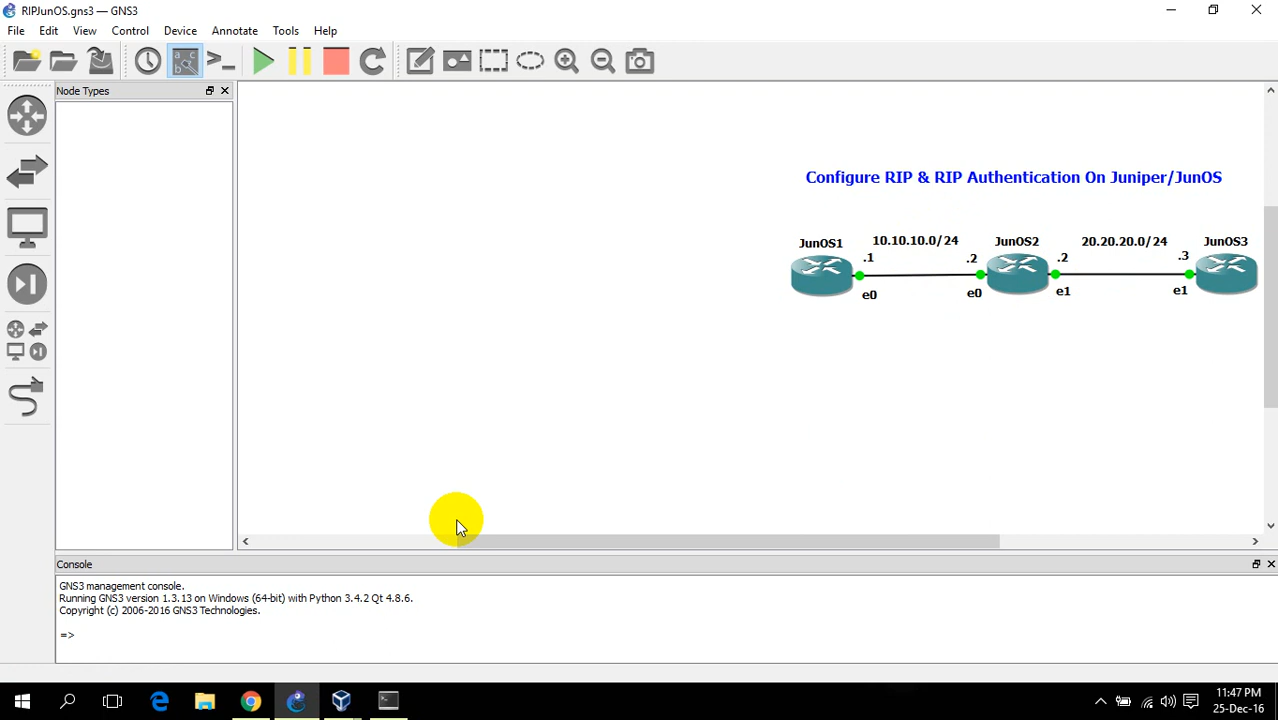 RIPJunOS.gns3 — GNS3
File Edit View Control Device Annotate Tools Help
Node Types
Configure RIP & RIP Authentication On Juniper/JunOS
JunOS1 10.10.10.0/24 JunOS2 20.20.20.0/24 JunOS3
.1 .2 .2 .3
e0 e0 e1 e1
Console
GNS3 management console.
Running GNS3 version 1.3.13 on Windows (64-bit) with Python 3.4.2 Qt 4.8.6.
Copyright (c) 2006-2016 GNS3 Technologies.
=>
11:47 PM
25-Dec-16